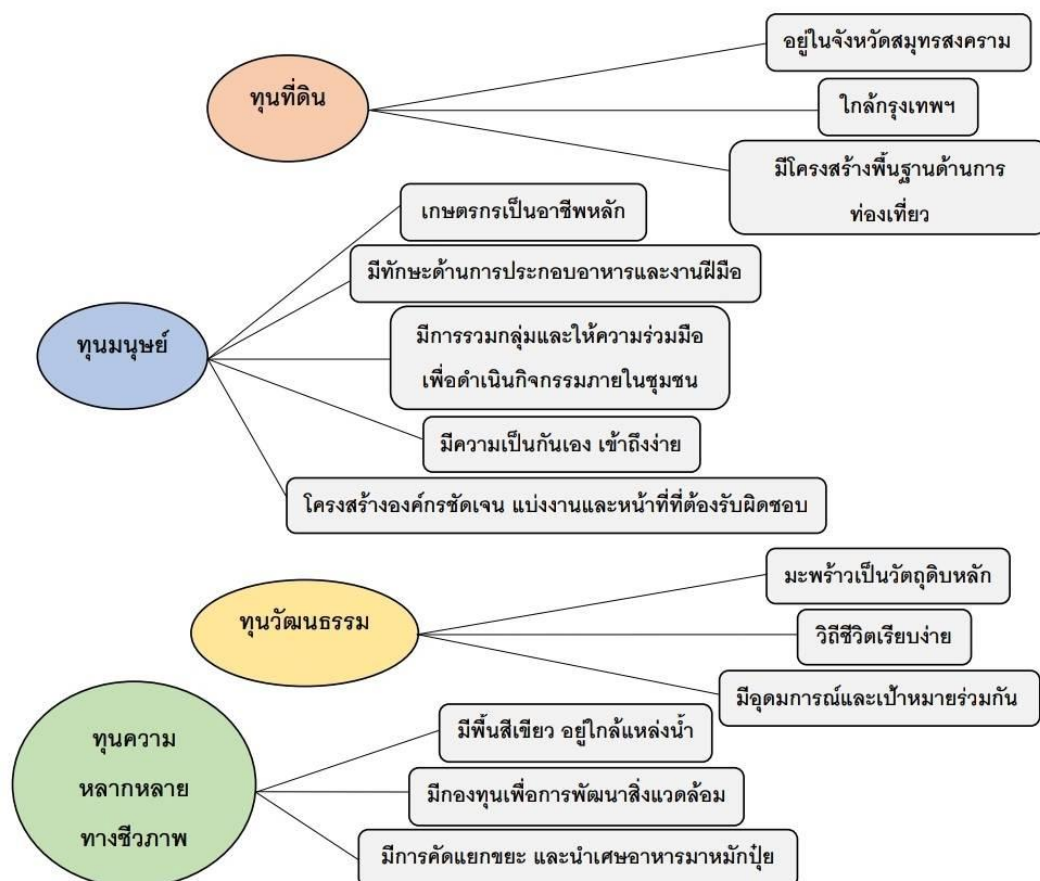 ทุนที่ดิน
อยู่ในจังหวัดสมุทรสงคราม
ใกล้กรุงเทพฯ
มีโครงสร้างพื้นฐานด้านการ
ท่องเที่ยว
ทุนมนุษย์
เกษตรกรเป็นอาชีพหลัก
มีทักษะด้านการประกอบอาหารและงานฝีมือ
มีการรวมกลุ่มและให้ความร่วมมือ
เพื่อดำเนินกิจกรรมภายในชุมชน
มีความเป็นกันเอง เข้าถึงง่าย
โครงสร้างองค์กรชัดเจน แบ่งงานและหน้าที่ที่ต้องรับผิดชอบ
ทุนวัฒนธรรม
มะพร้าวเป็นวัตถุดิบหลัก
วิถีชีวิตเรียบง่าย
มีอุดมการณ์และเป้าหมายร่วมกัน
ทุนความ
หลากหลาย
ทางชีวภาพ
มีพื้นสีเขียว อยู่ใกล้แหล่งน้ำ
มีกองทุนเพื่อการพัฒนาสิ่งแวดล้อม
มีการคัดแยกขยะ และนำเศษอาหารมาหมักปุ๋ย